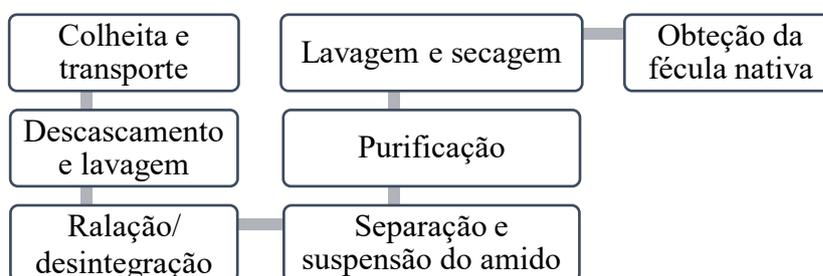 Colheita e
transporte
Descascamento
e lavagem
Ralação/
desintegração
Separação e
suspensão do amido
Purificação
Lavagem e secagem
Obteção da
fécula nativa